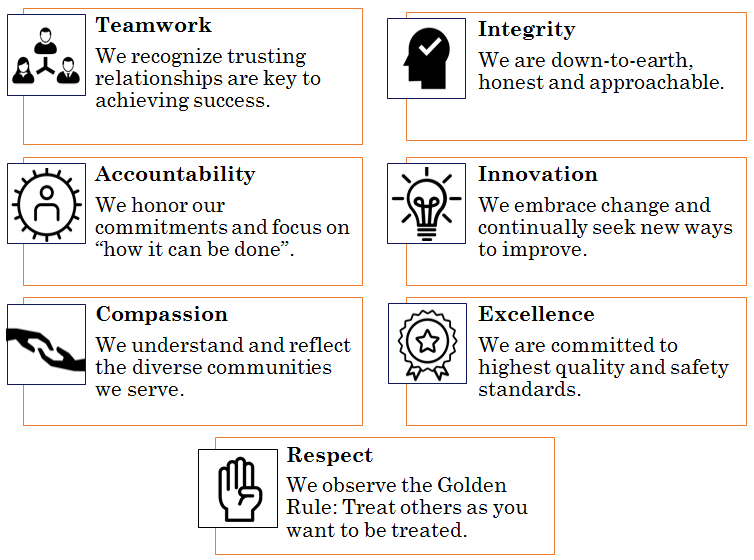 Teamwork
We recognize trusting
relationships are key to
achieving success.
Integrity
We are down-to-earth,
honest and approachable.
Accountability
We honor our
commitments and focus on
“how it can be done”.
Innovation
We embrace change and
continually seek new ways
to improve.
Compassion
We understand and reflect
the diverse communities
we serve.
Excellence
We are committed to
highest quality and safety
standards.
Respect
We observe the Golden
Rule: Treat others as you
want to be treated.